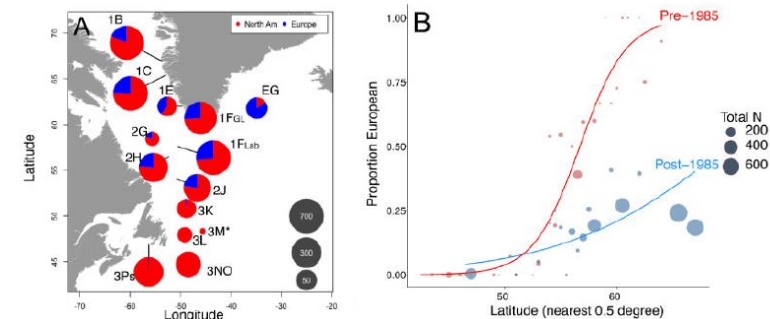 A
North Am
Europe
1B
1C
1E
EG
1FGL
2G
1FLab
2H
2J
3K
3M*
3L
3NO
3Ps
700
300
50
65
60
55
50
45
Latitude
-70
-60
-50
-40
-30
-20
Longitude
B
1.00
0.75
0.50
0.25
0.00
Proportion European
Pre-1985
Post-1985
Total N
200
400
600
50
60
Latitude (nearest 0.5 degree)